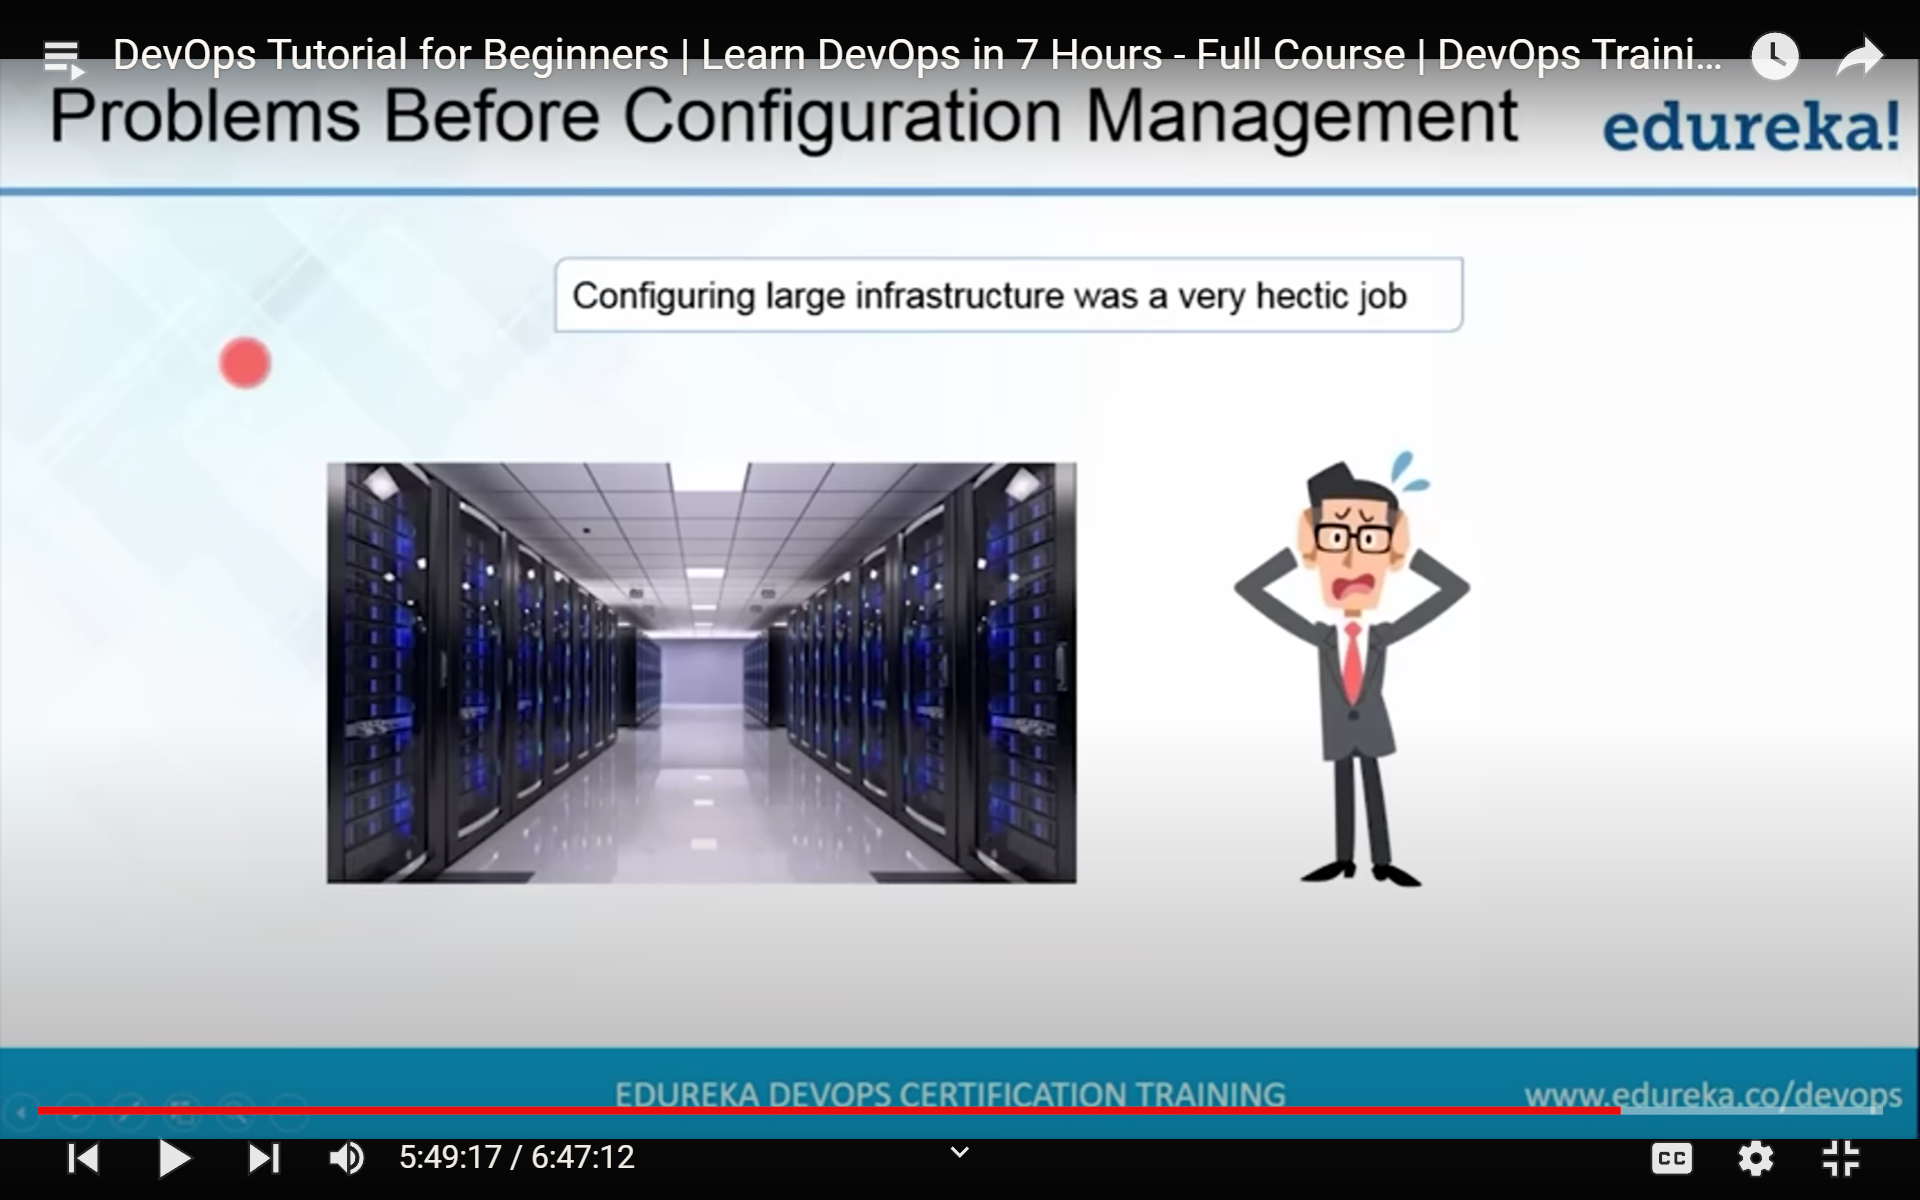 DevOps Tutorial for Beginners | Learn DevOps in 7 Hours - Full Course | DevOps Traini...
Problems Before Configuration Management
edureka!
Configuring large infrastructure was a very hectic job
EDUREKA DEVOPS CERTIFICATION TRAINING
www.edureka.co/devops
5:49:17 / 6:47:12
CC